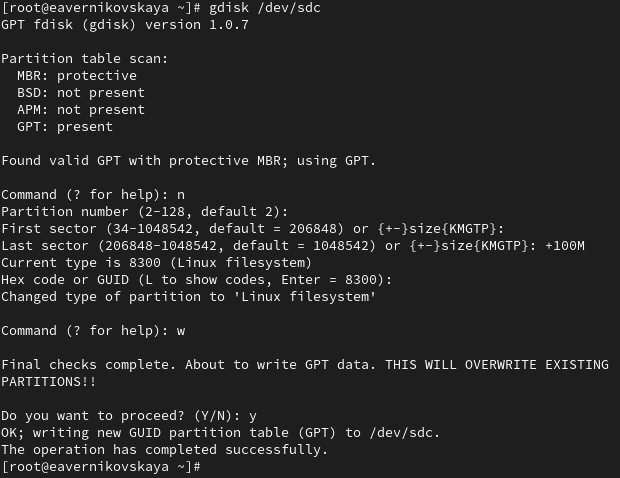 [root@eavernikovskaya ~]# gdisk /dev/sdc
GPT fdisk (gdisk) version 1.0.7
Partition table scan:
  MBR: protective
  BSD: not present
  APM: not present
  GPT: present
Found valid GPT with protective MBR; using GPT.
Command (? for help): n
Partition number (2-128, default 2):
First sector (34-1048542, default = 206848) or {+-}size{KMGTP}:
Last sector (206848-1048542, default = 1048542) or {+-}size{KMGTP}: +100M
Current type is 8300 (Linux filesystem)
Hex code or GUID (L to show codes, Enter = 8300):
Changed type of partition to 'Linux filesystem'
Command (? for help): w
Final checks complete. About to write GPT data. THIS WILL OVERWRITE EXISTING
PARTITIONS!!
Do you want to proceed? (Y/N): y
OK; writing new GUID partition table (GPT) to /dev/sdc.
The operation has completed successfully.
[root@eavernikovskaya ~]#